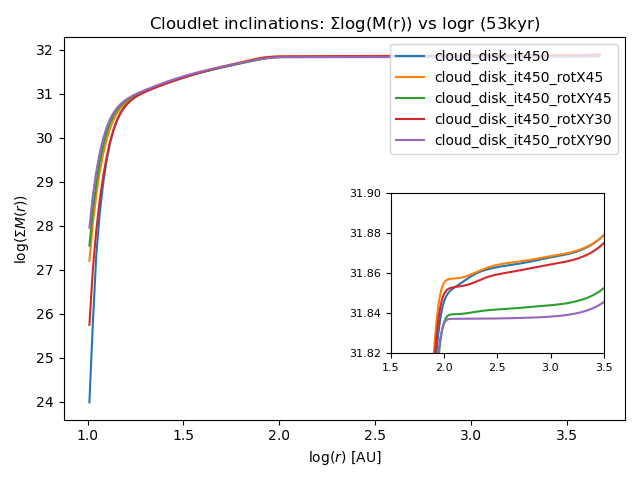 Cloudlet inclinations: Σlog(M(r)) vs logr (53kyr)
cloud_disk_it450
cloud_disk_it450_rotX45
cloud_disk_it450_rotXY45
cloud_disk_it450_rotXY30
cloud_disk_it450_rotXY90
log(ΣM(r))
32
31
30
29
28
27
26
25
24
31.90
31.88
31.86
31.84
31.82
1.5 2.0 2.5 3.0 3.5
1.0 1.5 2.0 2.5 3.0 3.5
log(r) [AU]